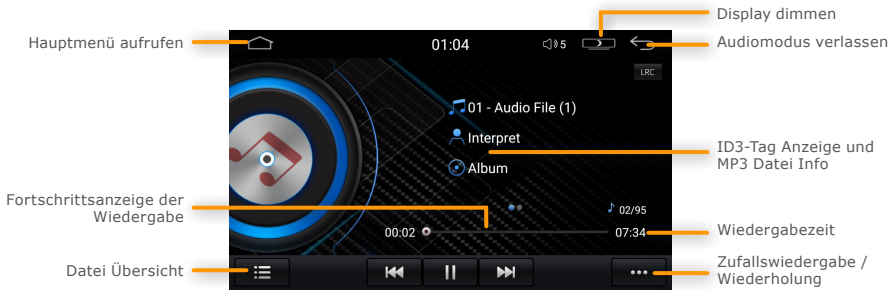 Display dimmen
Hauptmenü aufrufen
01:04
5
Audiomodus verlassen
LRC
01 - Audio File (1)
Interpret
Album
ID3-Tag Anzeige und
MP3 Datei Info
Fortschrittsanzeige der
Wiedergabe
02/95
00:02
07:34
Wiedergabezeit
Datei Übersicht
Zufallswiedergabe /
Wiederholung